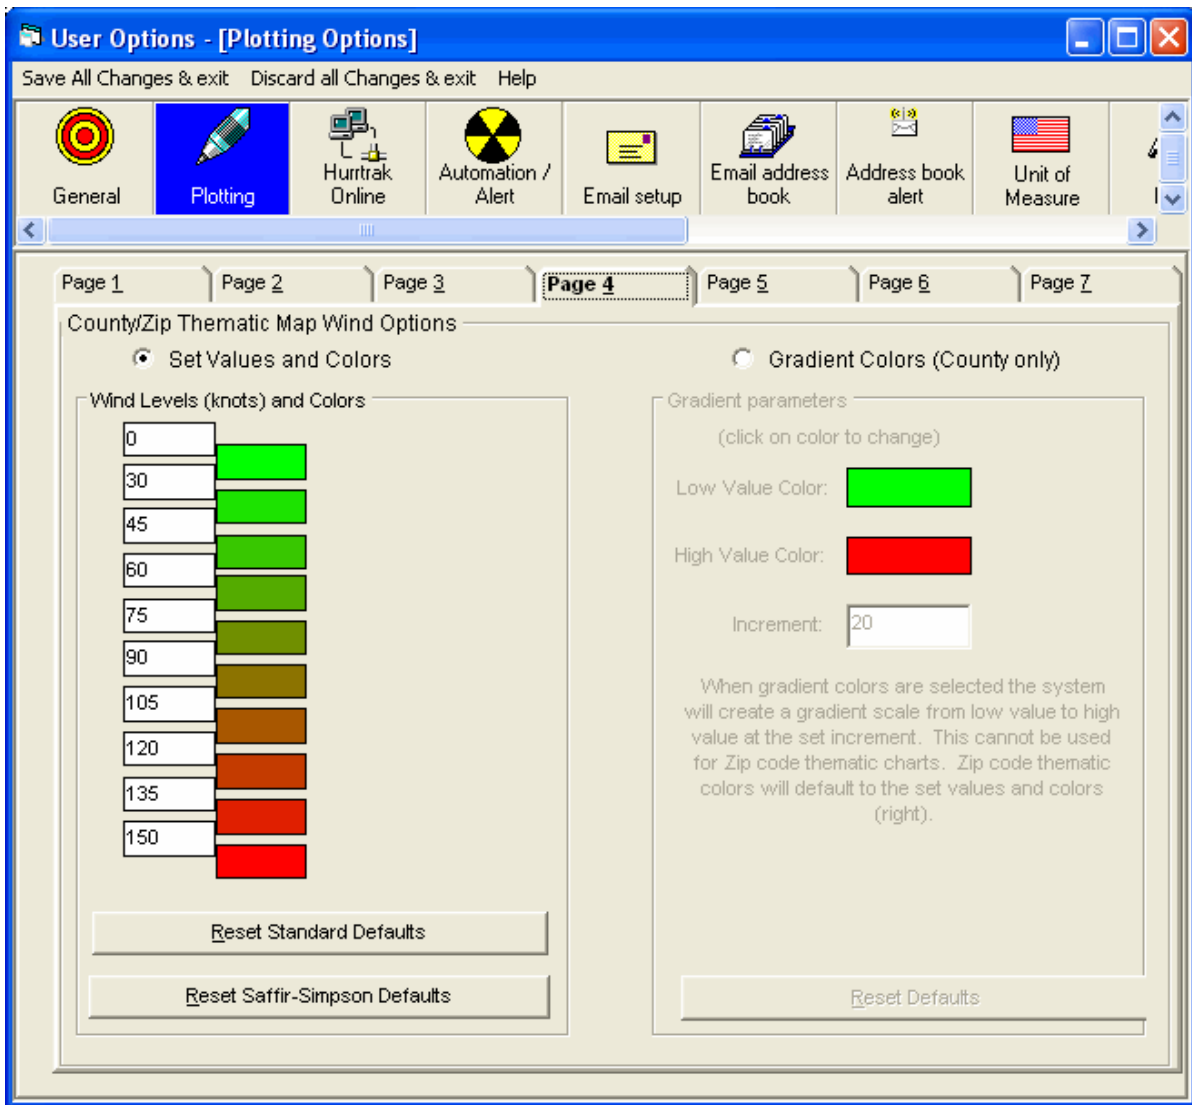 User Options - [Plotting Options]
Save All Changes & exit Discard all Changes & exit Help
General
Plotting
Hurrtrak
Online
Automation /
Alert
Email setup
Email address
book
Address book
alert
Unit of
Measure
Page 1 Page 2 Page 3 Page 4 Page 5 Page 6 Page 7
County/Zip Thematic Map Wind Options
Set Values and Colors
Gradient Colors (County only)
Wind Levels (knots) and Colors
0
30
45
60
75
90
105
120
135
150
Reset Standard Defaults
Reset Saffir-Simpson Defaults
Gradient parameters
(click on color to change)
Low Value Color:
High Value Color:
Increment: 20
When gradient colors are selected the system
will create a gradient scale from low value to high
value at the set increment. This cannot be used
for Zip code thematic charts. Zip code thematic
colors will default to the set values and colors
(right).
Reset Defaults